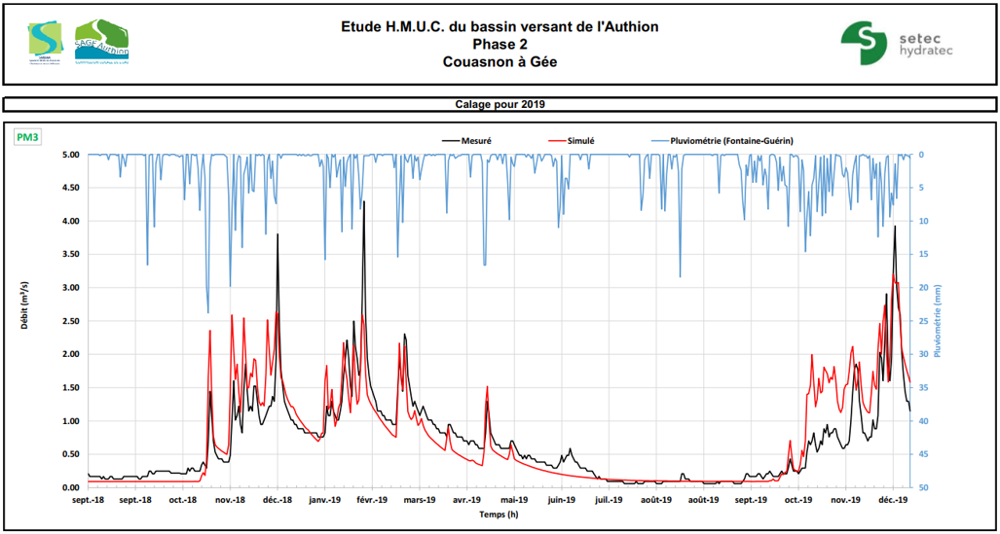 Etude H.M.U.C. du bassin versant de l'Authion
Phase 2
Couasnon à Gée
SAGE Authion
setec
hydratec
Calage pour 2019
PM3
Mesuré
Simulé
Pluviométrie (Fontaine-Guérin)
5.00
4.50
4.00
3.50
3.00
2.50
2.00
1.50
1.00
0.50
0.00
Débit (m³/s)
0
5
10
15
20
25
30
35
40
45
50
Pluviométrie (mm)
sept.-18 sept.-18 oct.-18 oct.-18 nov.-18 déc.-18 janv.-19 févr.-19 mars-19 avr.-19 mai-19 juin-19 juil.-19 août-19 août-19 sept.-19 oct.-19 nov.-19 déc.-19
Temps (h)